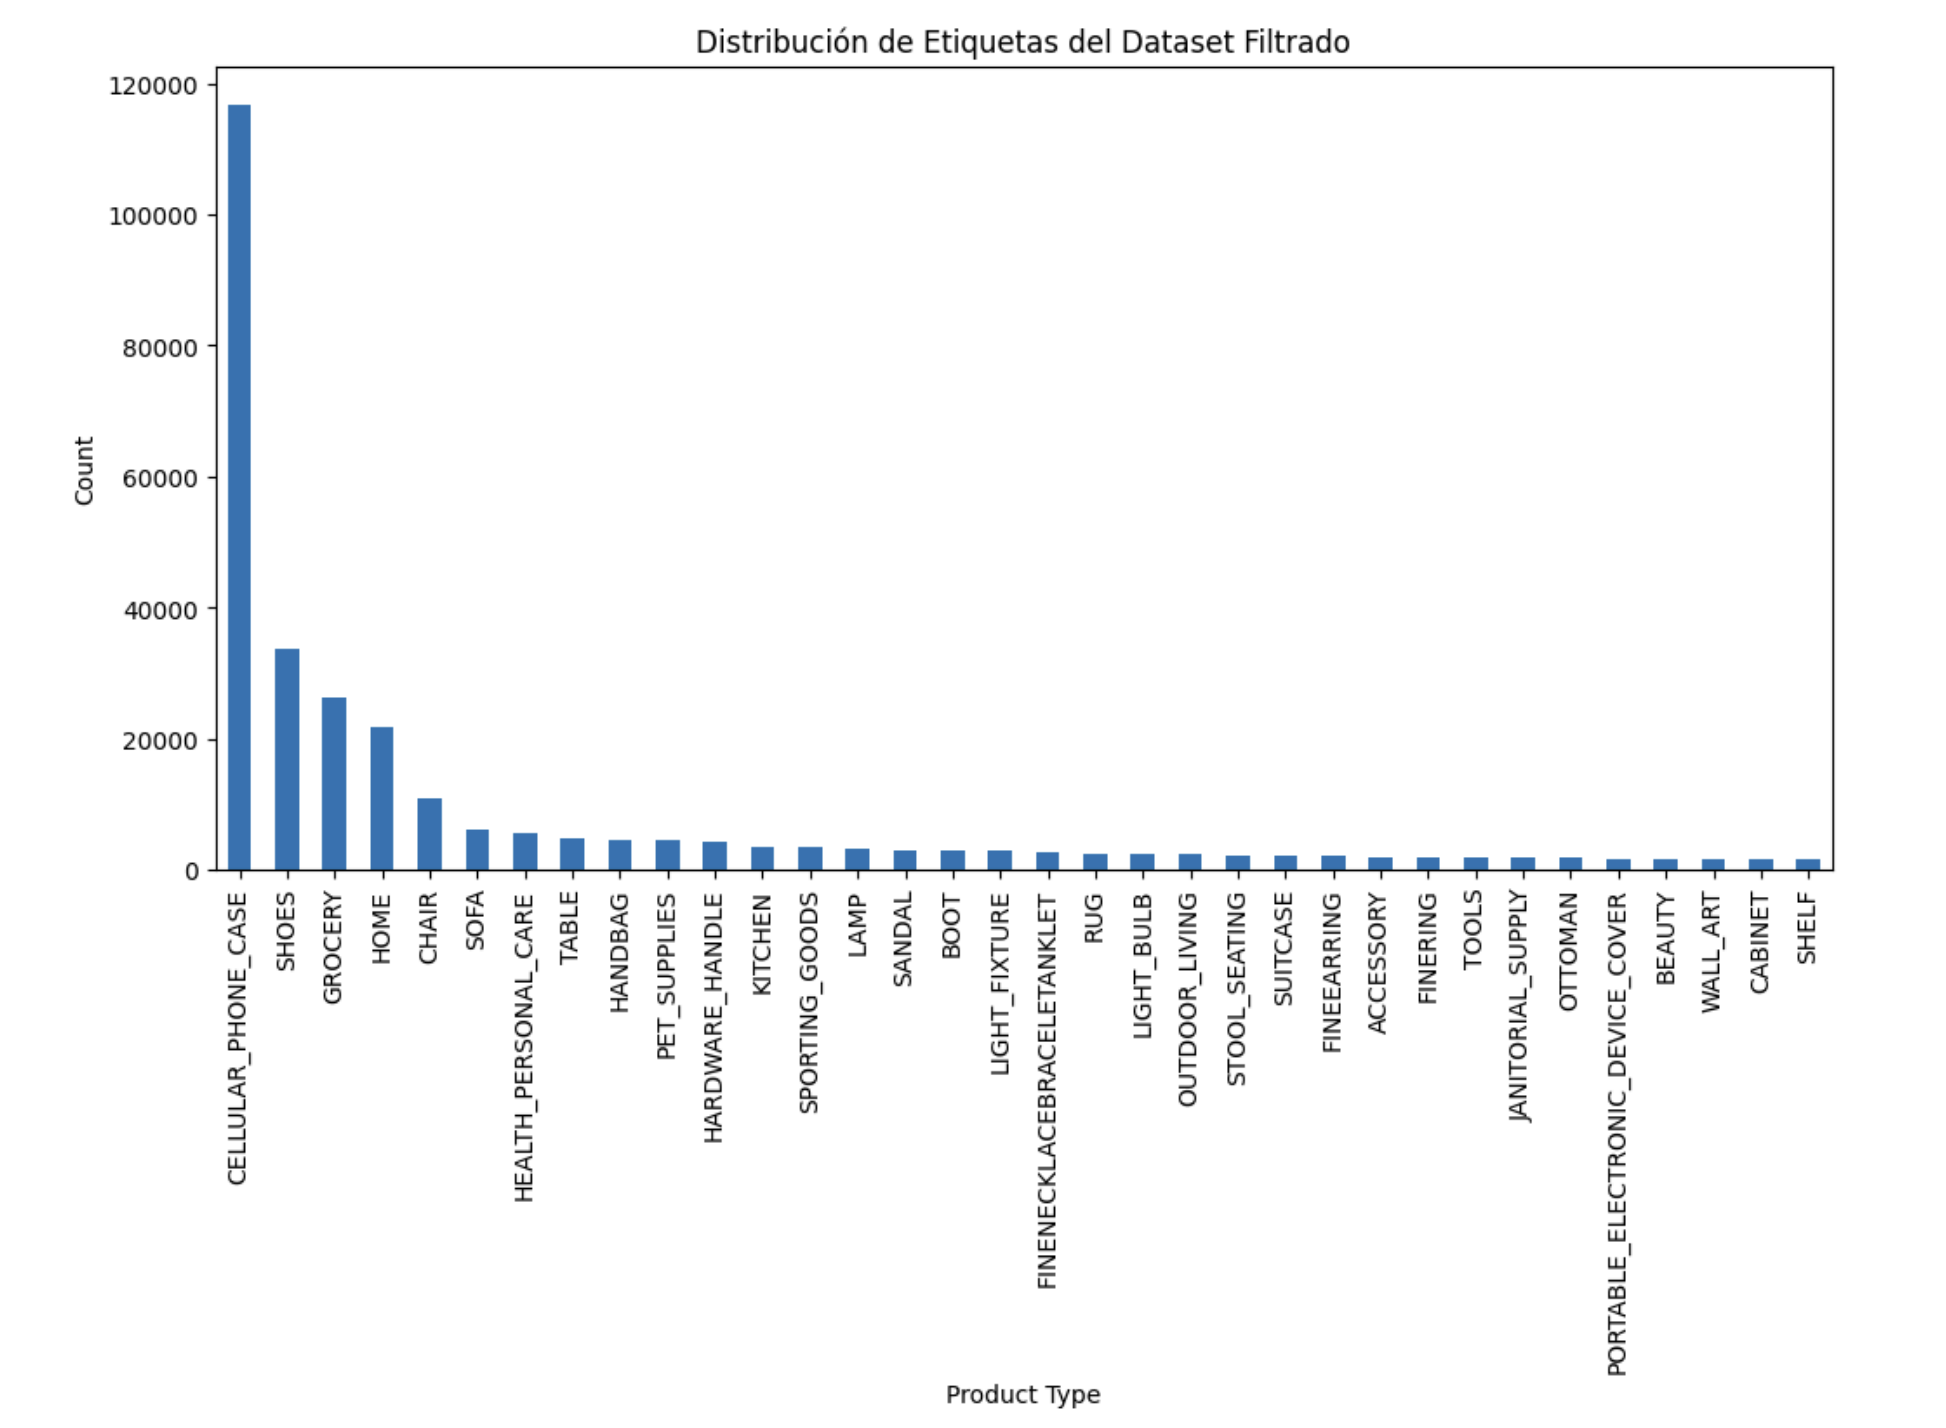 Distribución de Etiquetas del Dataset Filtrado
120000
100000
80000
60000
40000
20000
0
Count
CELLULAR_PHONE_CASE
SHOES
GROCERY
HOME
CHAIR
SOFA
HEALTH_PERSONAL_CARE
TABLE
HANDBAG
PET_SUPPLIES
HARDWARE_HANDLE
KITCHEN
SPORTING_GOODS
LAMP
SANDAL
BOOT
LIGHT_FIXTURE
FINENECKLACEBRACELETANKLET
RUG
LIGHT_BULB
OUTDOOR_LIVING
STOOL_SEATING
SUITCASE
FINEEARRING
ACCESSORY
FINERING
TOOLS
JANITORIAL_SUPPLY
OTTOMAN
PORTABLE_ELECTRONIC_DEVICE_COVER
BEAUTY
WALL_ART
CABINET
SHELF
Product Type